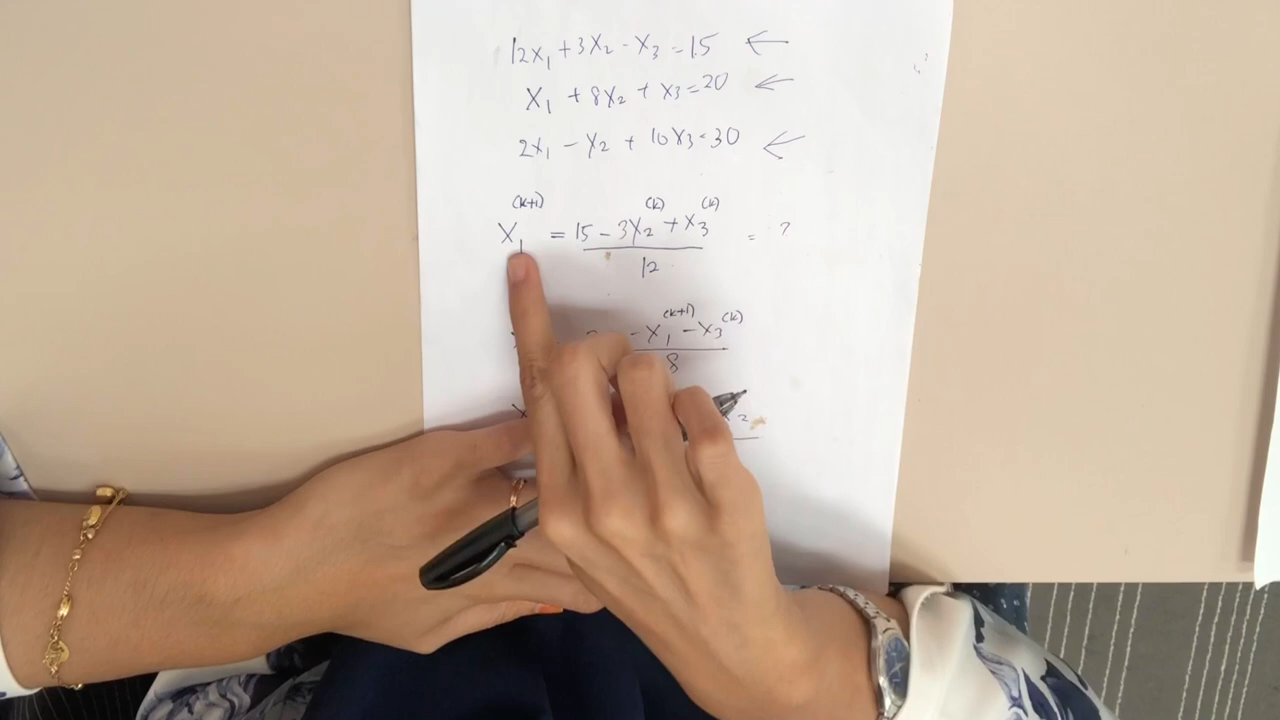 12x₁ + 3x₂ - x₃ = 15 ←
x₁ + 8x₂ + x₃ = 20 ←
2x₁ - x₂ + 10x₃ = 30 ←
x₁^(k+1) = (15 - 3x₂^(k) + x₃^(k)) / 12 = ?
- x₁^(k+1) - x₃^(k) / 8
x₂